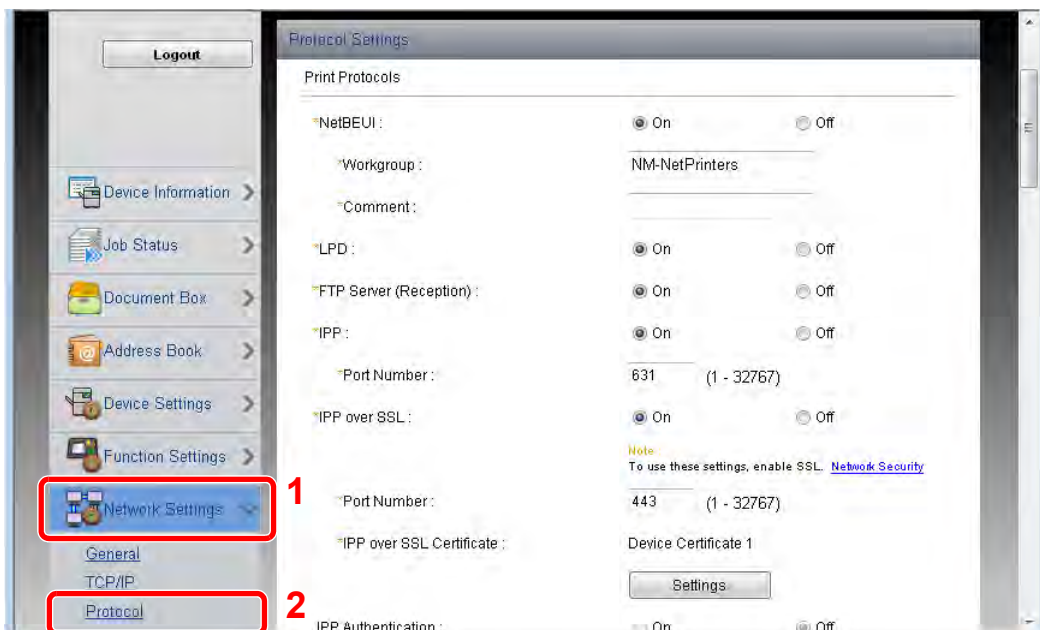 Logout
Device Information
Job Status
Document Box
Address Book
Device Settings
Function Settings
Network Settings
1
General
TCP/IP
Protocol
2
Protocol Settings
Print Protocols
*NetBEUI : On Off
*Workgroup : NM-NetPrinters
*Comment :
*LPD : On Off
*FTP Server (Reception) : On Off
*IPP : On Off
*Port Number : 631 (1 - 32767)
*IPP over SSL : On Off
Note
To use these settings, enable SSL. Network Security
*Port Number : 443 (1 - 32767)
*IPP over SSL Certificate : Device Certificate 1
Settings
IPP Authentication : On Off